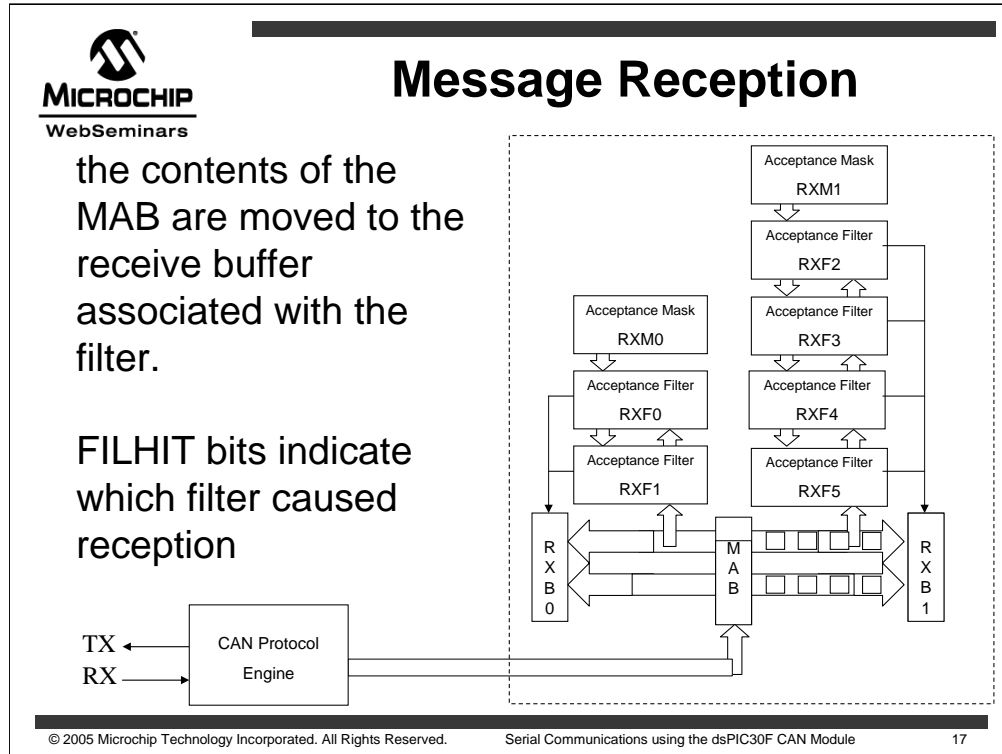 MICROCHIP
WebSeminars
Message Reception
the contents of the
MAB are moved to the
receive buffer
associated with the
filter.
FILHIT bits indicate
which filter caused
reception
Acceptance Mask
RXM1
Acceptance Filter
RXF2
Acceptance Filter
RXF3
Acceptance Filter
RXF4
Acceptance Filter
RXF5
Acceptance Mask
RXM0
Acceptance Filter
RXF0
Acceptance Filter
RXF1
R
X
B
0
M
A
B
R
X
B
1
TX
RX
CAN Protocol
Engine
© 2005 Microchip Technology Incorporated. All Rights Reserved.
Serial Communications using the dsPIC30F CAN Module
17